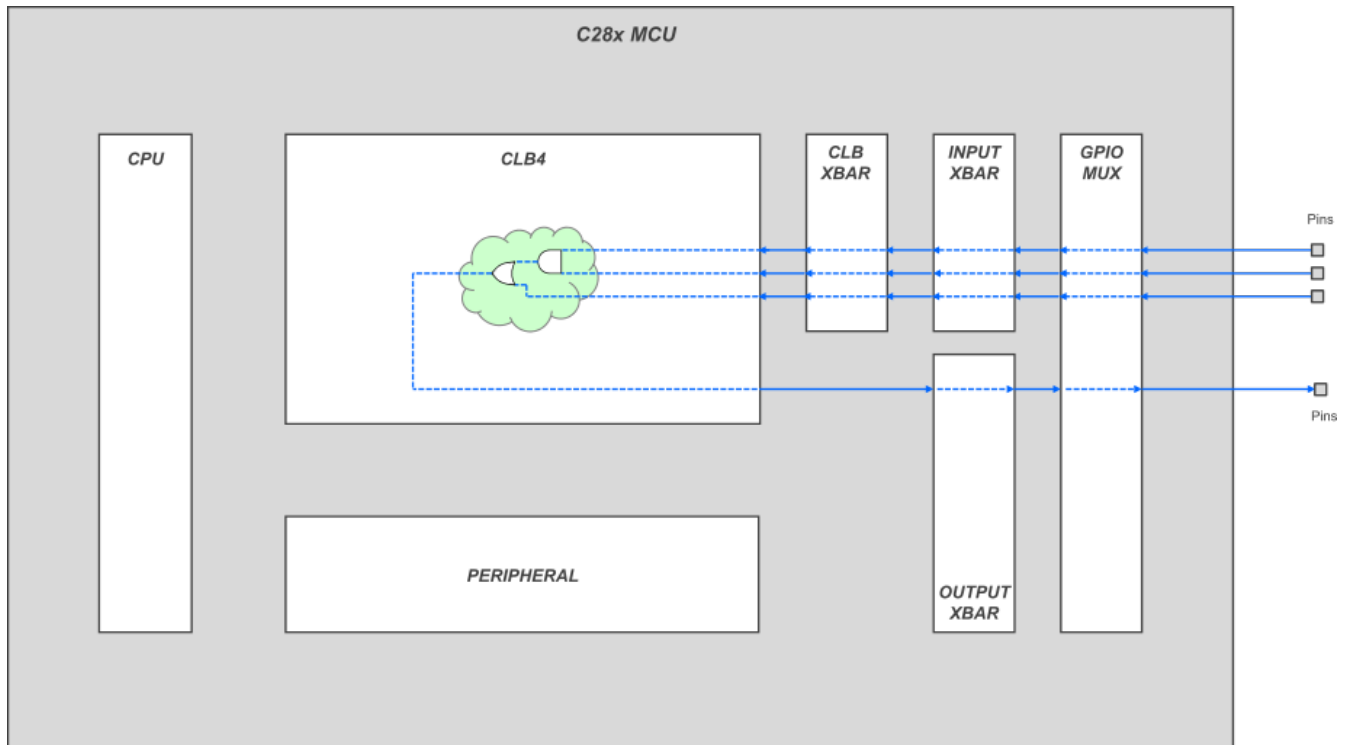 C28x MCU
CPU
CLB4
CLB
XBAR
INPUT
XBAR
GPIO
MUX
Pins
Pins
PERIPHERAL
OUTPUT
XBAR